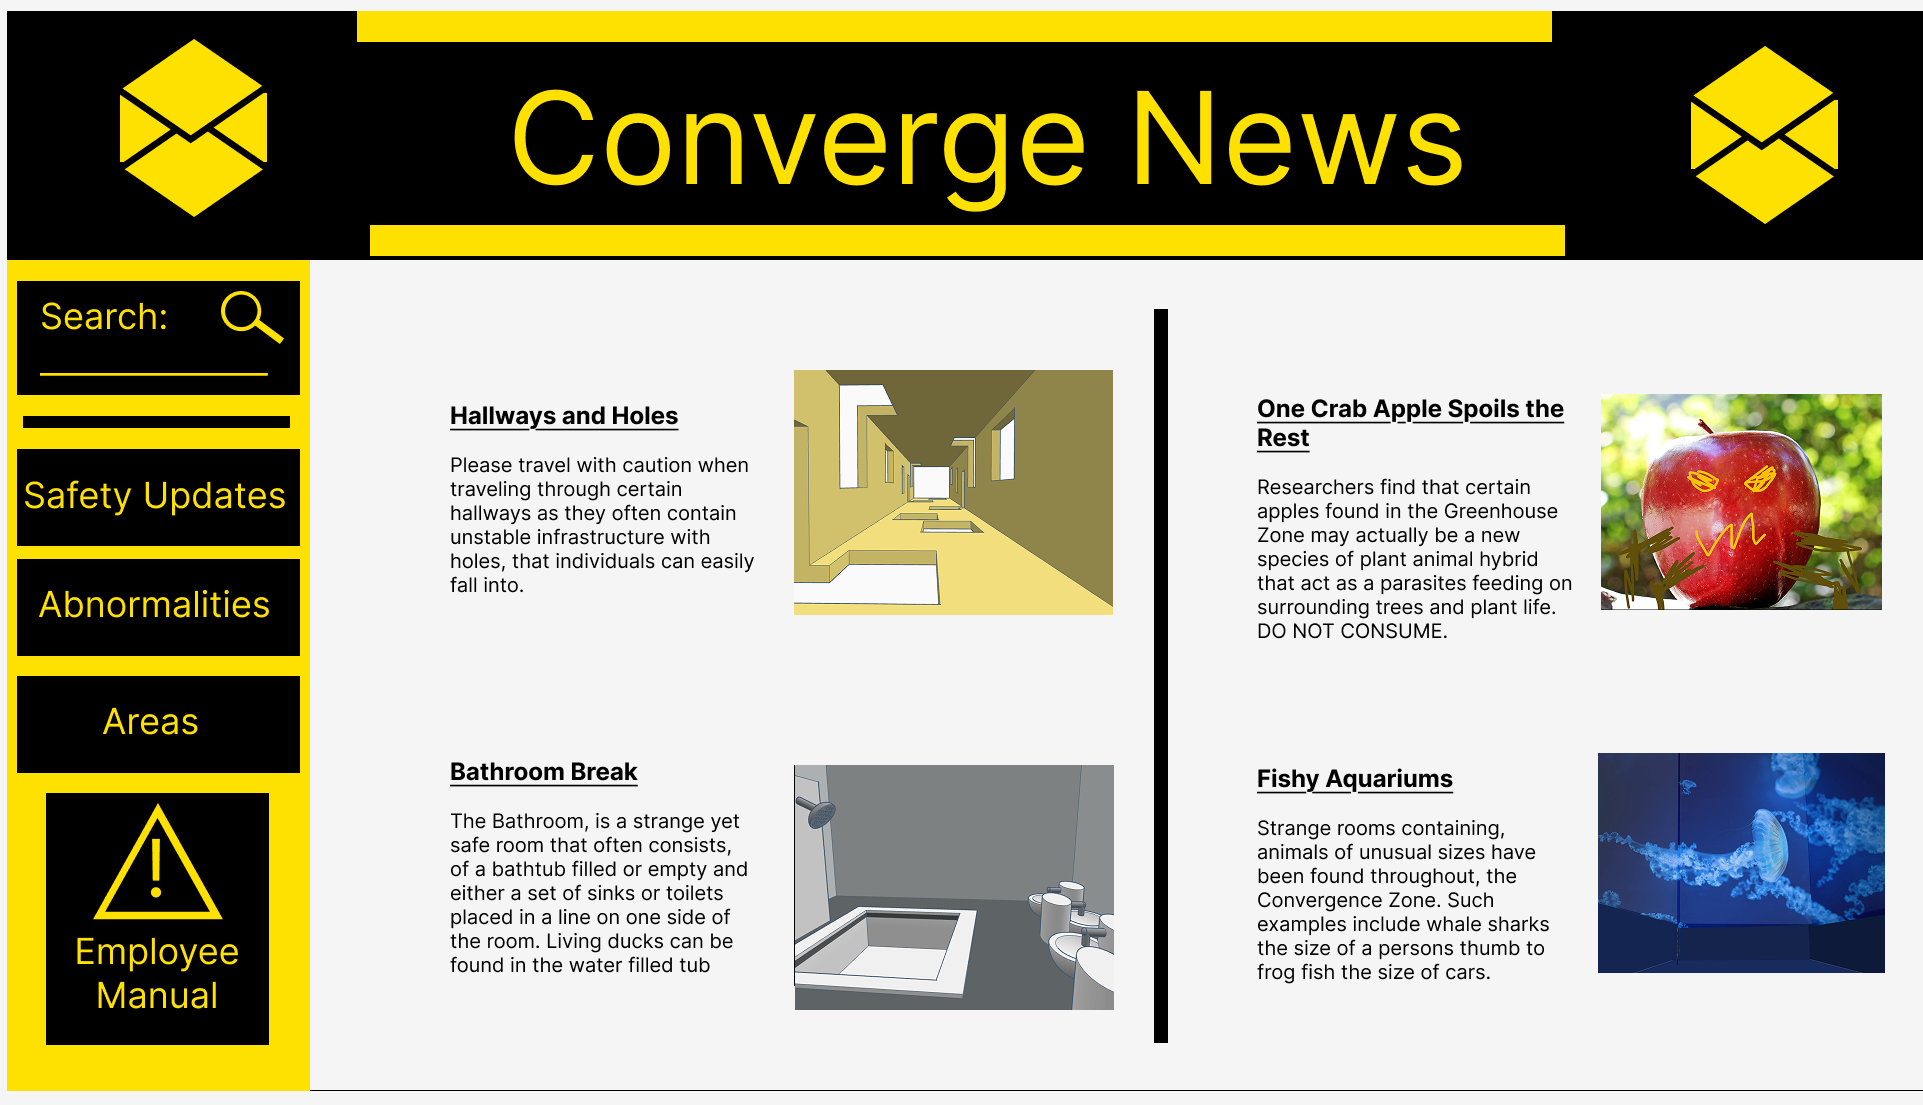 Converge News
Search:
Safety Updates
Abnormalities
Areas
Employee
Manual
Hallways and Holes
Please travel with caution when
traveling through certain
hallways as they often contain
unstable infrastructure with
holes, that individuals can easily
fall into.
Bathroom Break
The Bathroom, is a strange yet
safe room that often consists,
of a bathtub filled or empty and
either a set of sinks or toilets
placed in a line on one side of
the room. Living ducks can be
found in the water filled tub
One Crab Apple Spoils the
Rest
Researchers find that certain
apples found in the Greenhouse
Zone may actually be a new
species of plant animal hybrid
that act as a parasites feeding on
surrounding trees and plant life.
DO NOT CONSUME.
Fishy Aquariums
Strange rooms containing,
animals of unusual sizes have
been found throughout, the
Convergence Zone. Such
examples include whale sharks
the size of a persons thumb to
frog fish the size of cars.